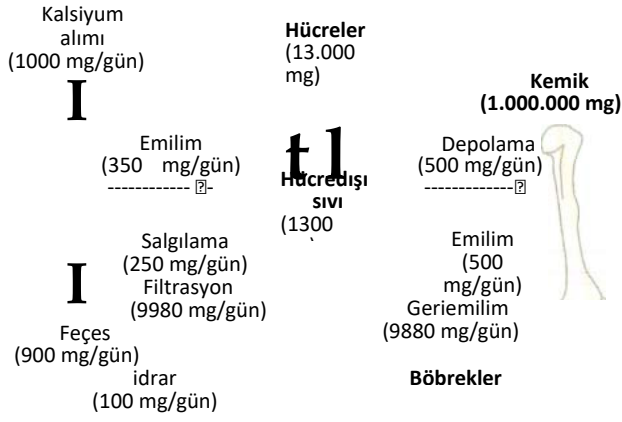 Kalsiyum
alımı
(1000 mg/gün)
I
Hücreler
(13.000
mg)
Kemik
(1.000.000 mg)
Emilim
(350 mg/gün)
------------ ⍰-
t l
Hücredışı
sıvı
(1300
Depolama
(500 mg/gün)
-------------⍰
Salgılama
(250 mg/gün)
Filtrasyon
(9980 mg/gün)
I
Emilim
(500
mg/gün)
Geriemilim
(9880 mg/gün)
Feçes
(900 mg/gün)
idrar
(100 mg/gün)
Böbrekler